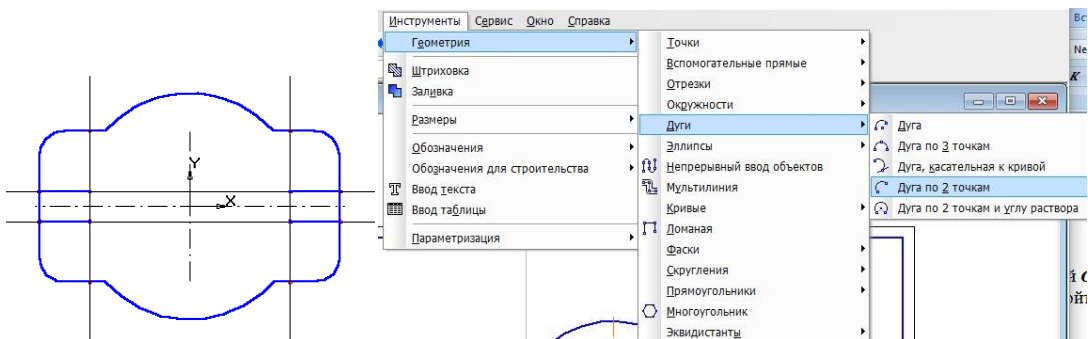 Y
X
Инструменты Сервис Окно Справка
Геометрия
Штриховка
Заливка
Размеры
Обозначения
Обозначения для строительства
Ввод текста
Ввод таблицы
Параметризация
Точки
Вспомогательные прямые
Отрезки
Окружности
Дуги
Эллипсы
Непрерывный ввод объектов
Мультилиния
Кривые
Ломаная
Фаски
Скругления
Прямоугольники
Многоугольник
Эквидистанты
Дуга
Дуга по 3 точкам
Дуга, касательная к кривой
Дуга по 2 точкам
Дуга по 2 точкам и углу раствора
Вс
Ne
К
й С